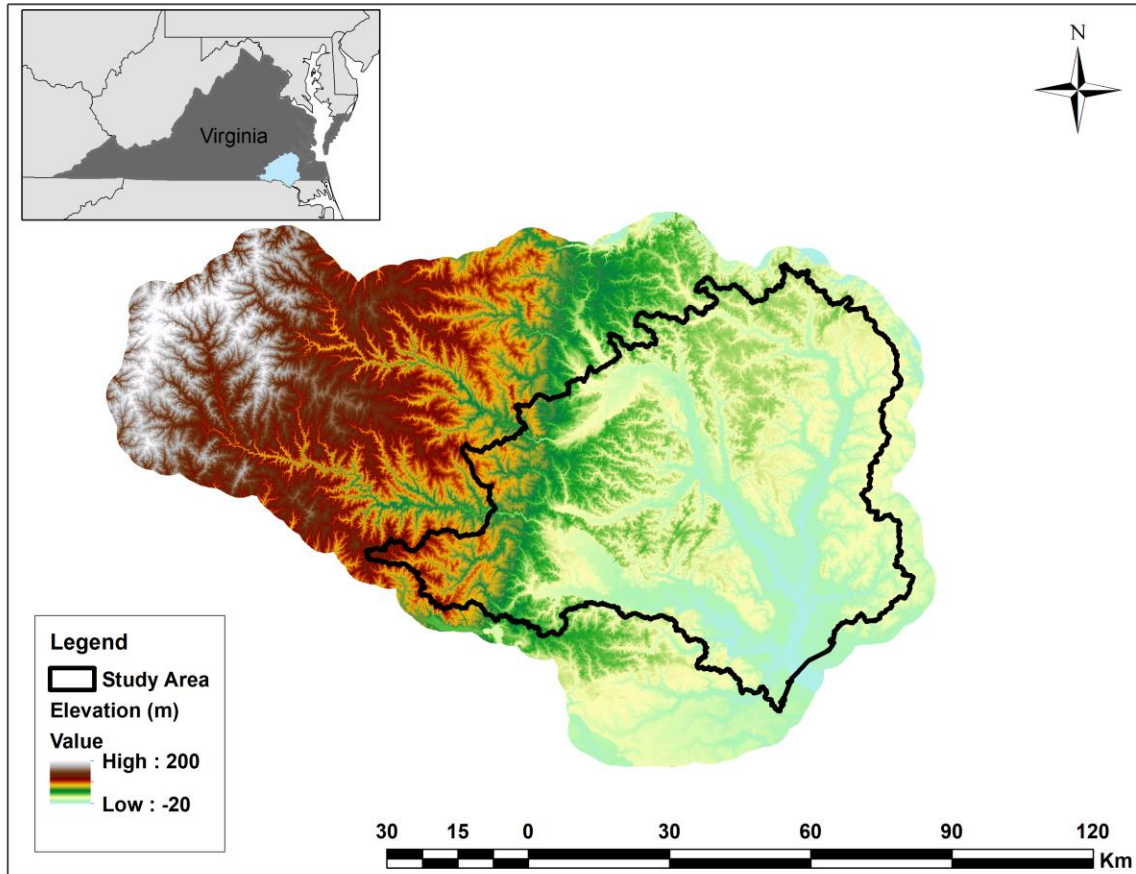 Virginia
N
Legend
Study Area
Elevation (m)
Value
High : 200
Low : -20
30 15 0 30 60 90 120
Km